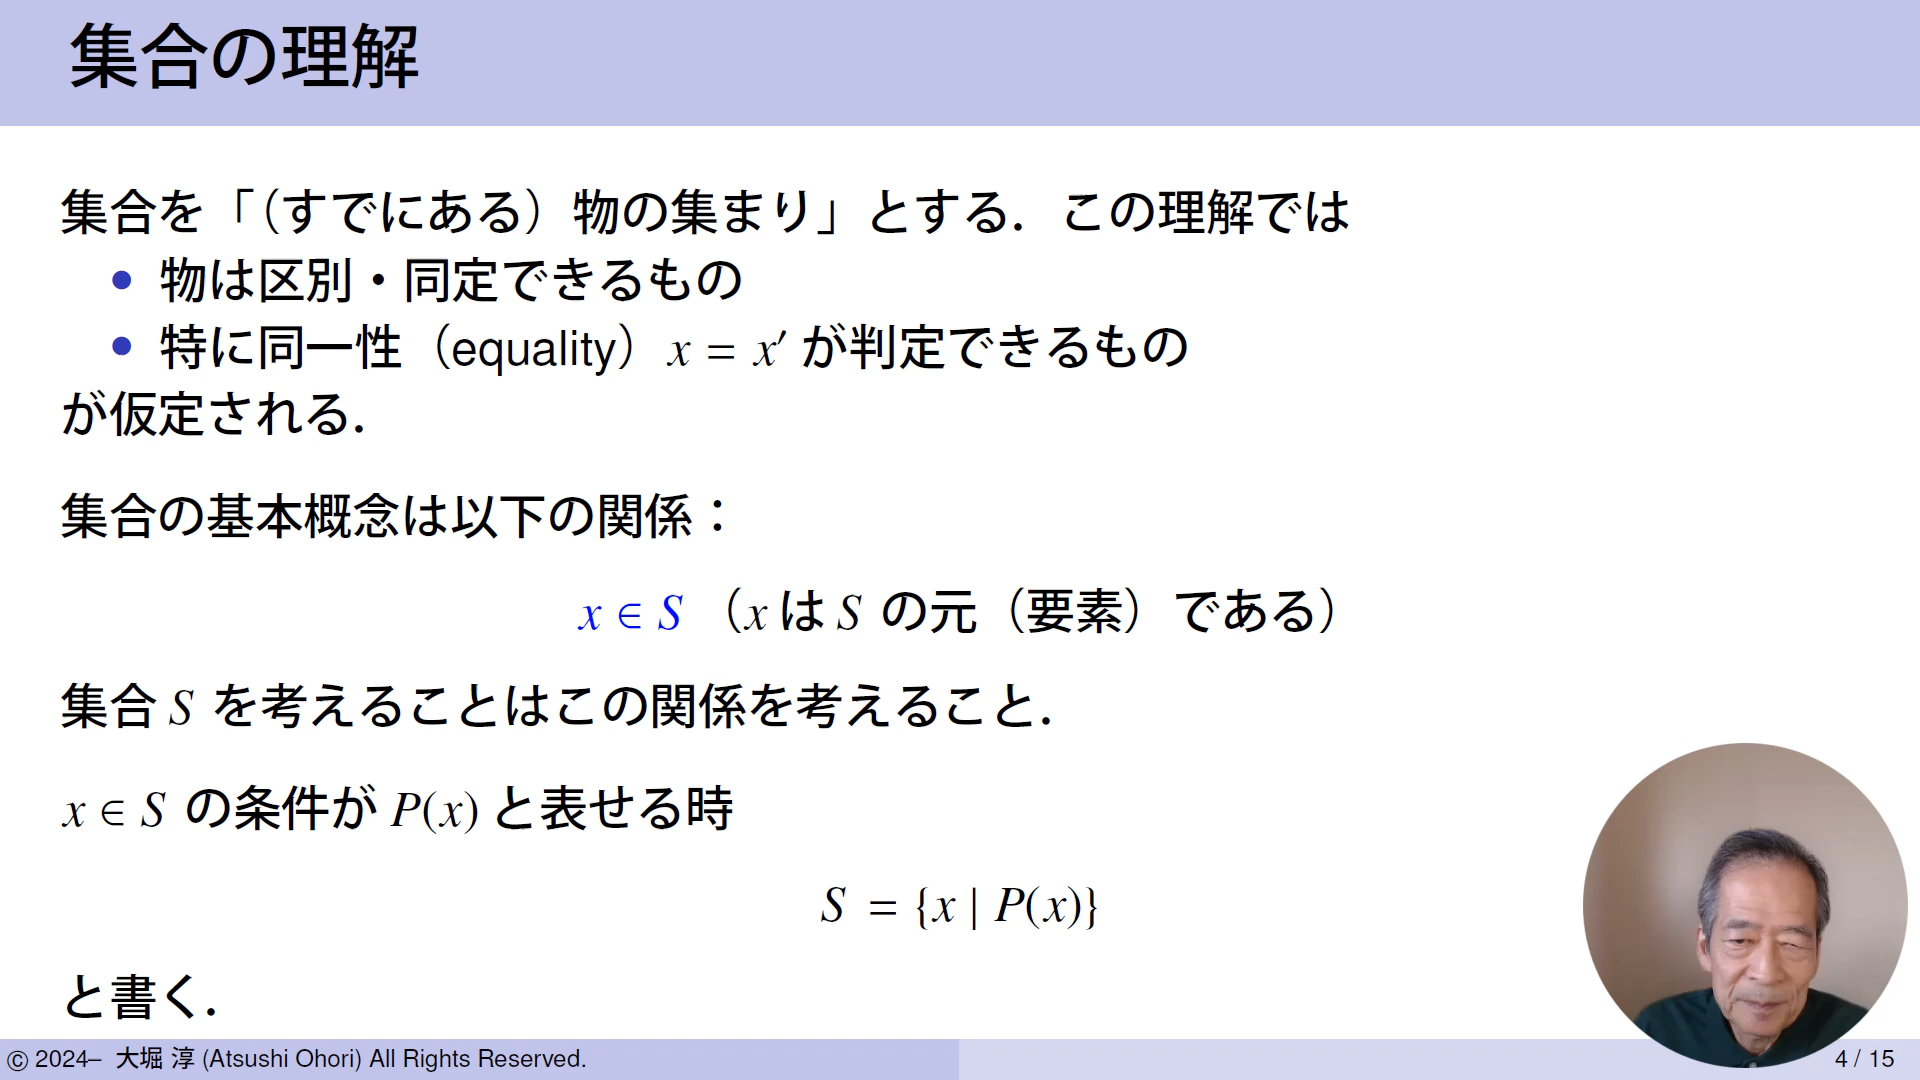 集合の理解
集合を「（すでにある）物の集まり」とする．この理解では
• 物は区別・同定できるもの
• 特に同一性（equality）x = x′ が判定できるもの
が仮定される．
集合の基本概念は以下の関係：
x ∈ S （x は S の元（要素）である）
集合 S を考えることはこの関係を考えること．
x ∈ S の条件が P(x) と表せる時
S = {x | P(x)}
と書く．
© 2024– 大堀 淳 (Atsushi Ohori) All Rights Reserved.
4 / 15